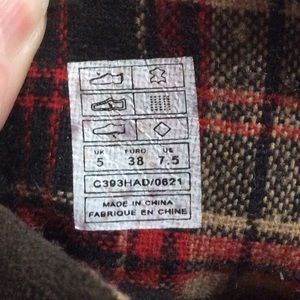 UK EURO US
5 38 7.5
C393HAD/0621
MADE IN CHINA
FABRIQUE EN CHINE